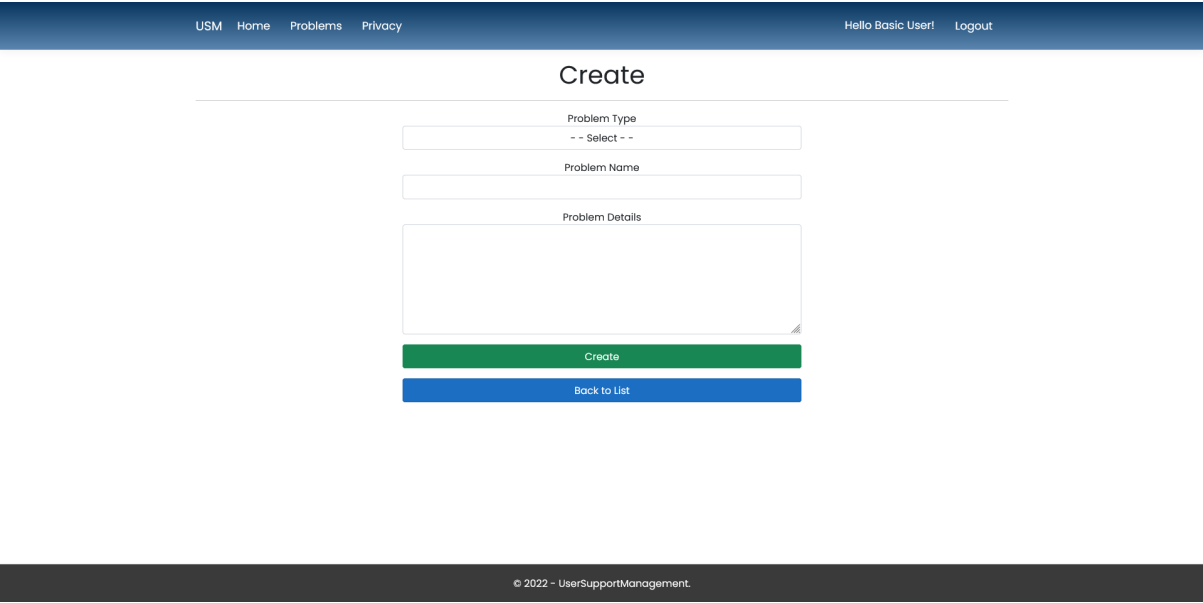 USM Home Problems Privacy Hello Basic User! Logout
Create
Problem Type
- - Select - -
Problem Name
Problem Details
Create
Back to List
© 2022 - UserSupportManagement.